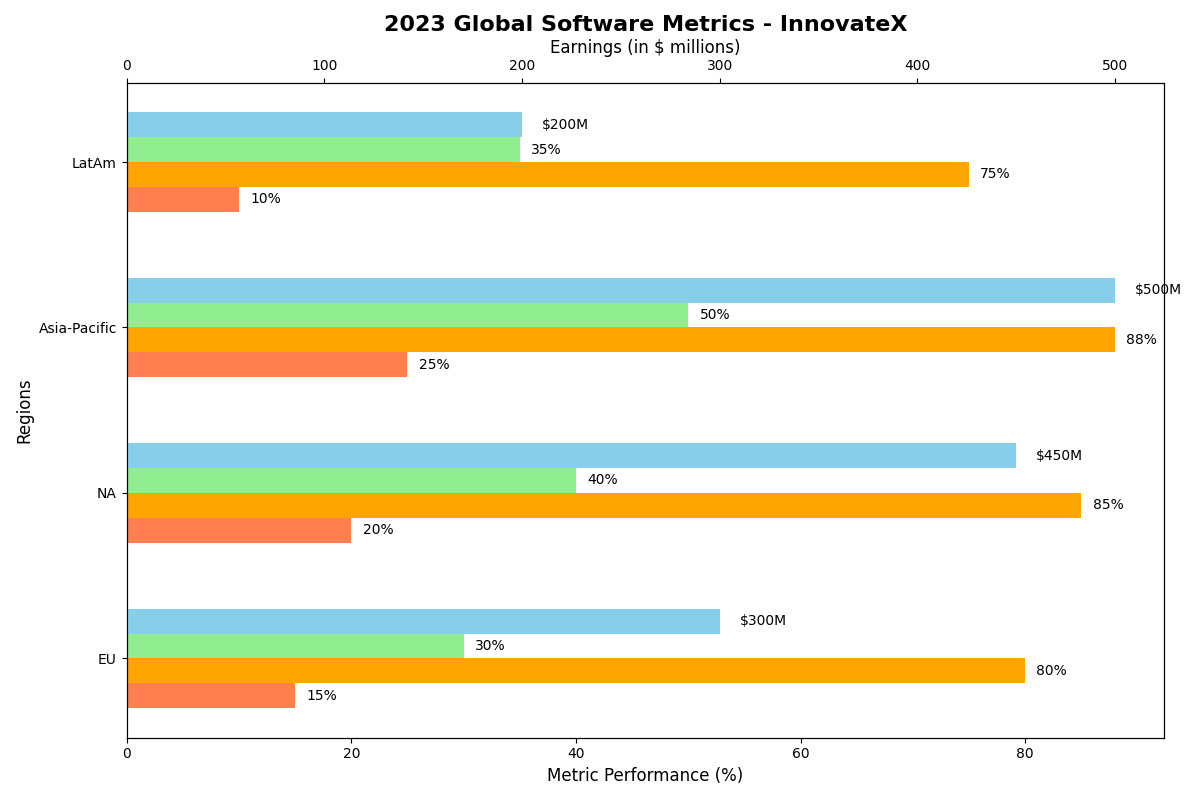 2023 Global Software Metrics - InnovateX
Earnings (in $ millions)
0 100 200 300 400 500
LatAm
$200M
35%
75%
10%
Asia-Pacific
$500M
50%
88%
25%
Regions
NA
$450M
40%
85%
20%
EU
$300M
30%
80%
15%
0 20 40 60 80
Metric Performance (%)